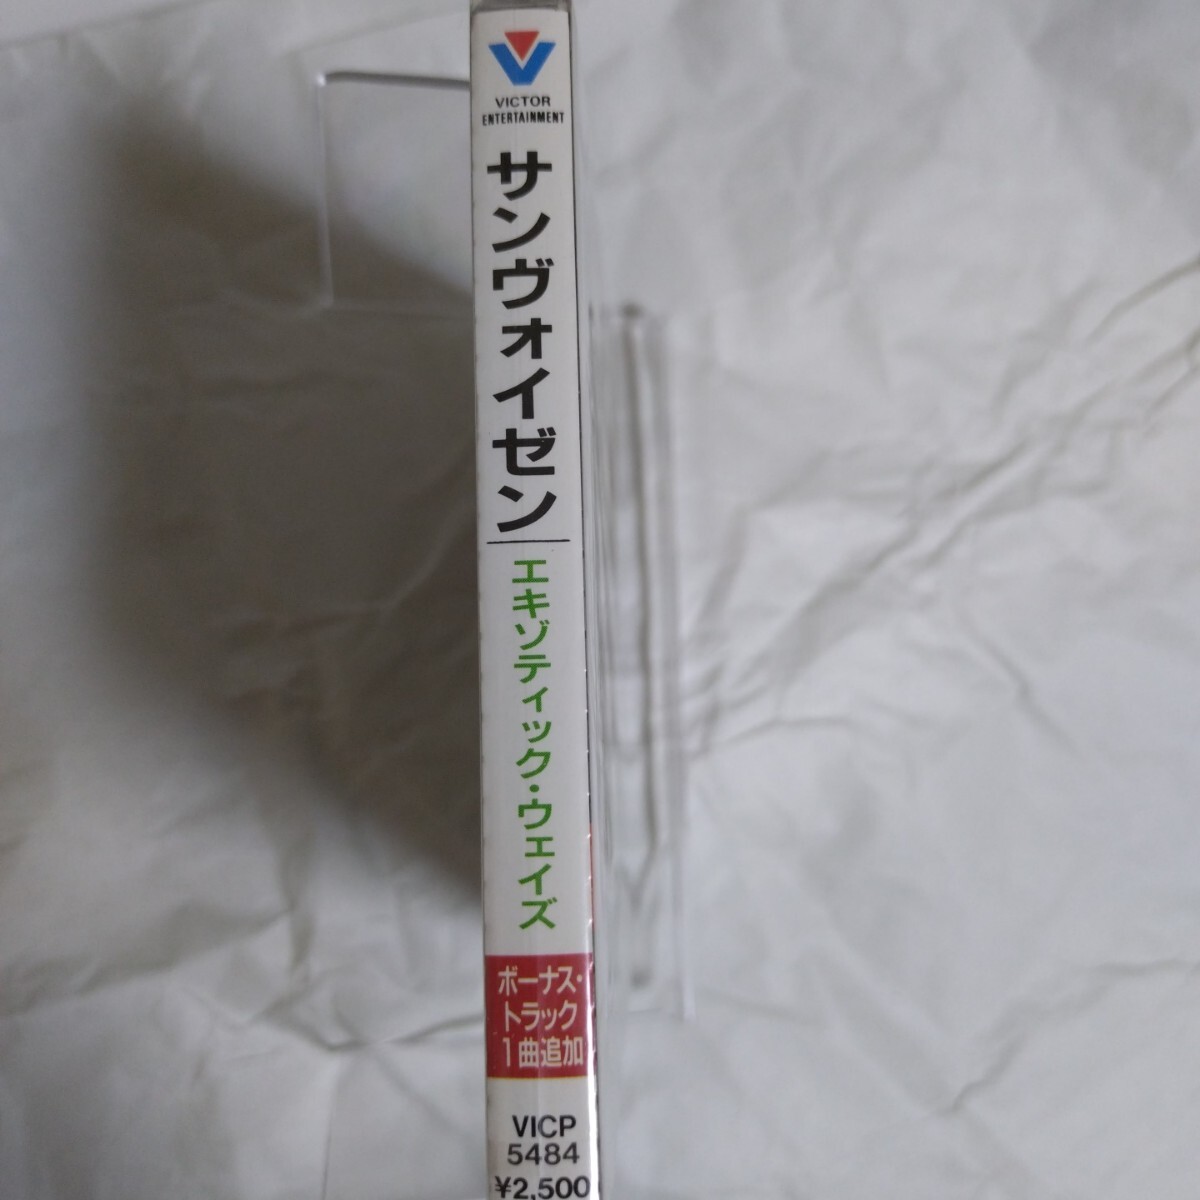 VICTOR
ENTERTAINMENT
サンヴォイゼン
エキゾティック・ウェイズ
ボーナス・
トラック
1曲追加
VICP
5484
¥2,500